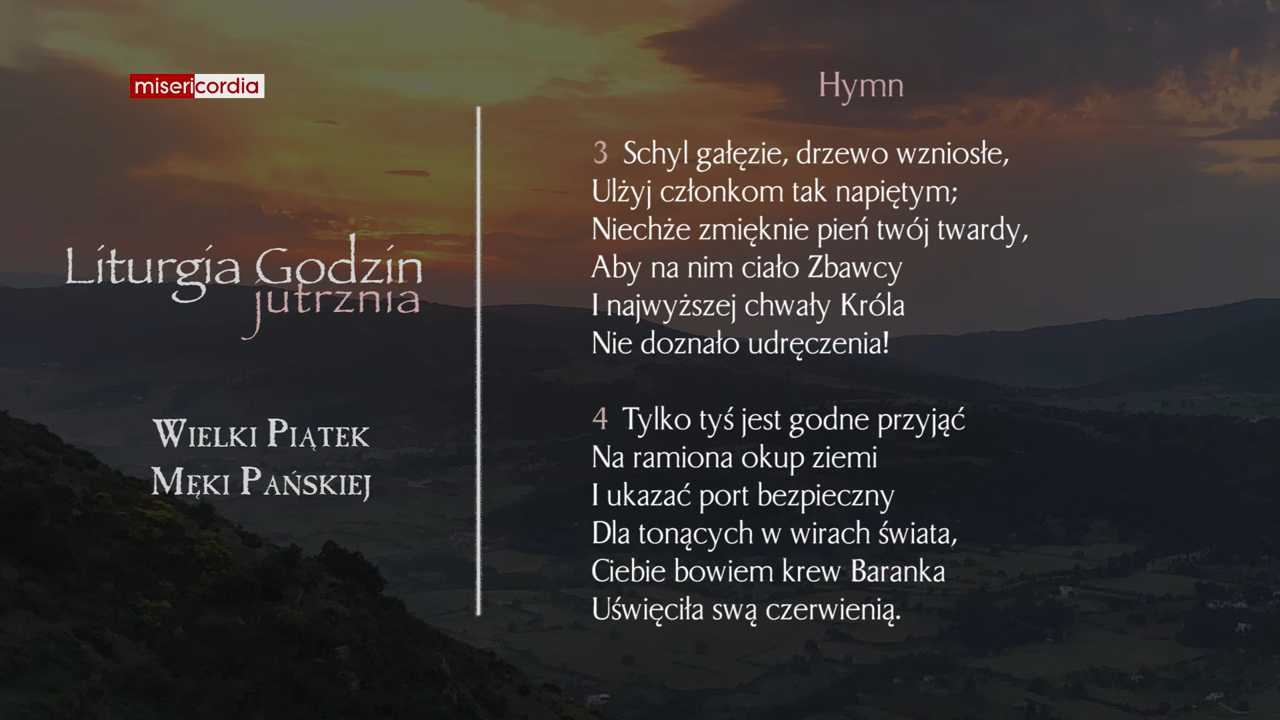 misericordia
Liturgia Godzin
jutrznia
Wielki Piątek
Męki Pańskiej
Hymn
3 Schyl gałęzie, drzewo wzniosłe,
Ulżyj członkom tak napiętym;
Niechże zmięknie pień twój twardy,
Aby na nim ciało Zbawcy
I najwyższej chwały Króla
Nie doznało udręczenia!
4 Tylko tyś jest godne przyjąć
Na ramiona okup ziemi
I ukazać port bezpieczny
Dla tonących w wirach świata,
Ciebie bowiem krew Baranka
Uświęciła swą czerwienią.